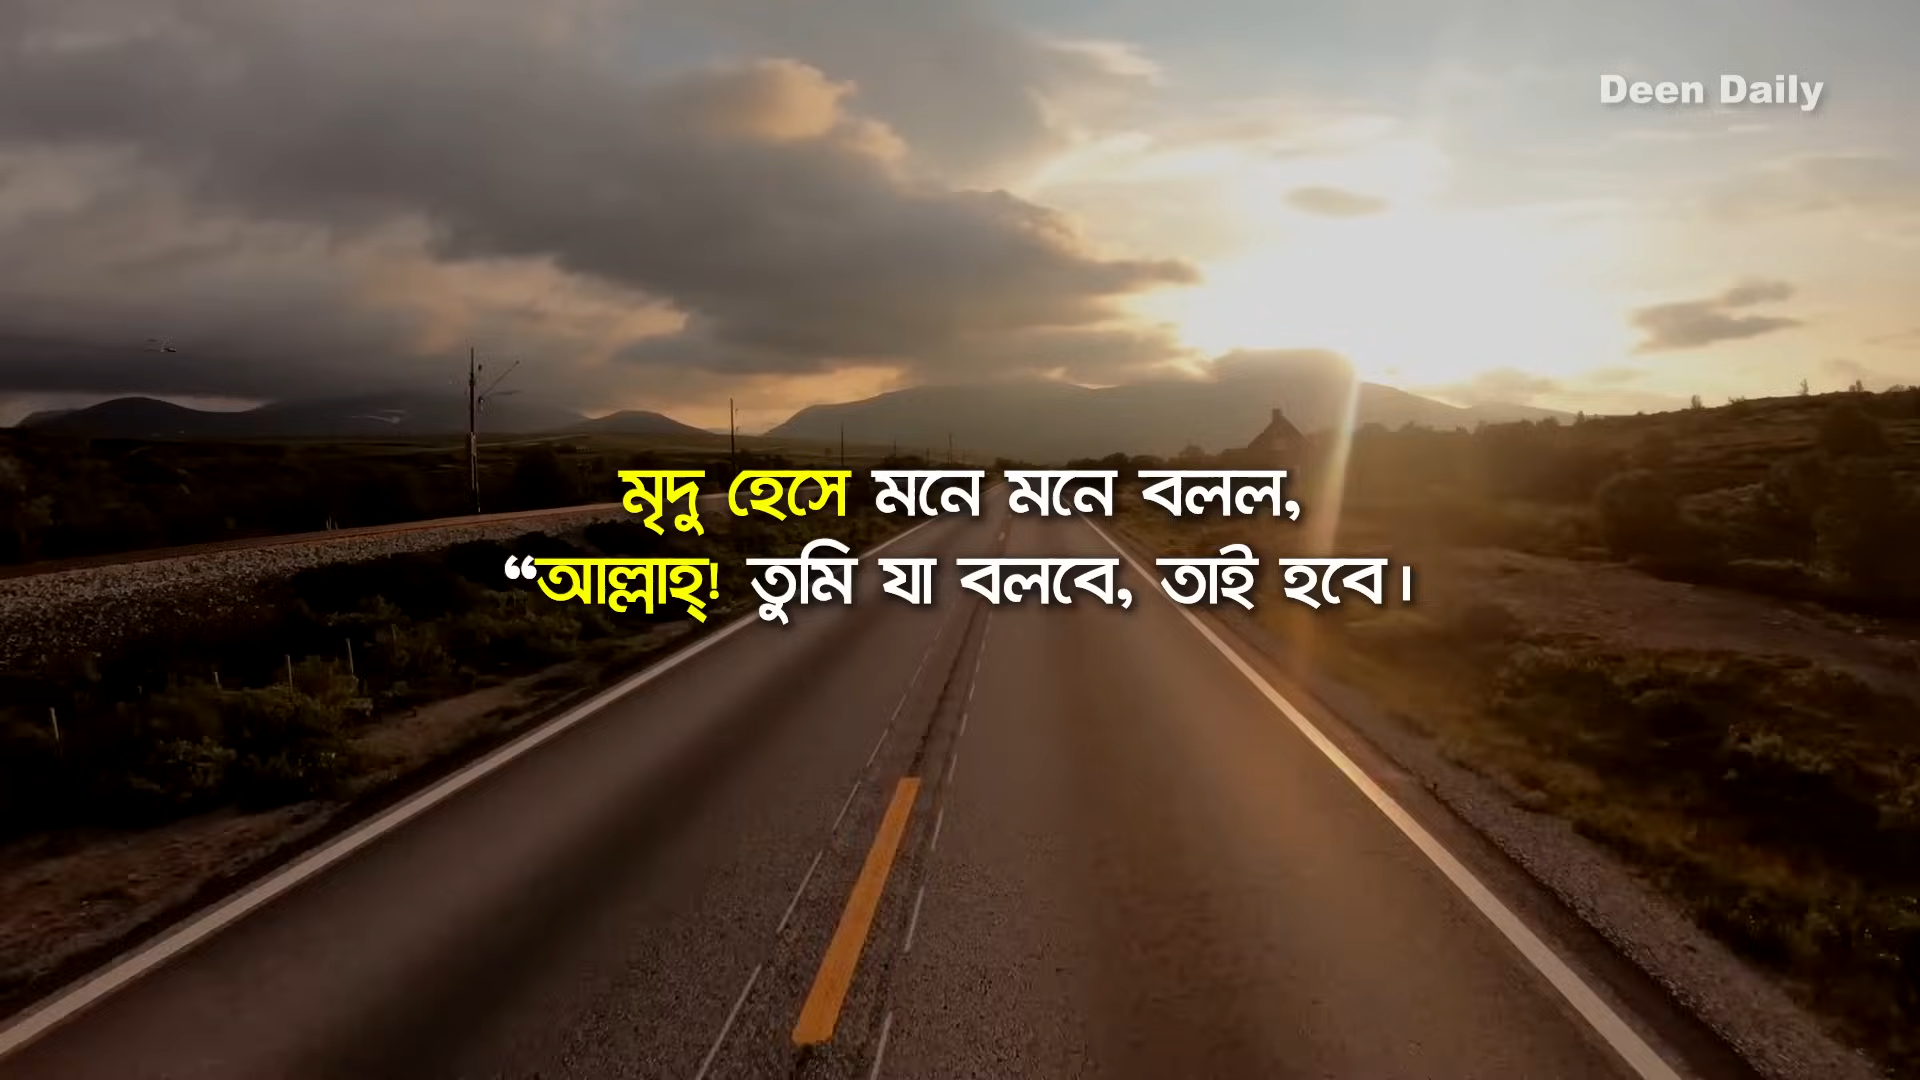 Deen Daily
মৃদু হেসে মনে মনে বলল,
“আল্লাহ্! তুমি যা বলবে, তাই হবে।